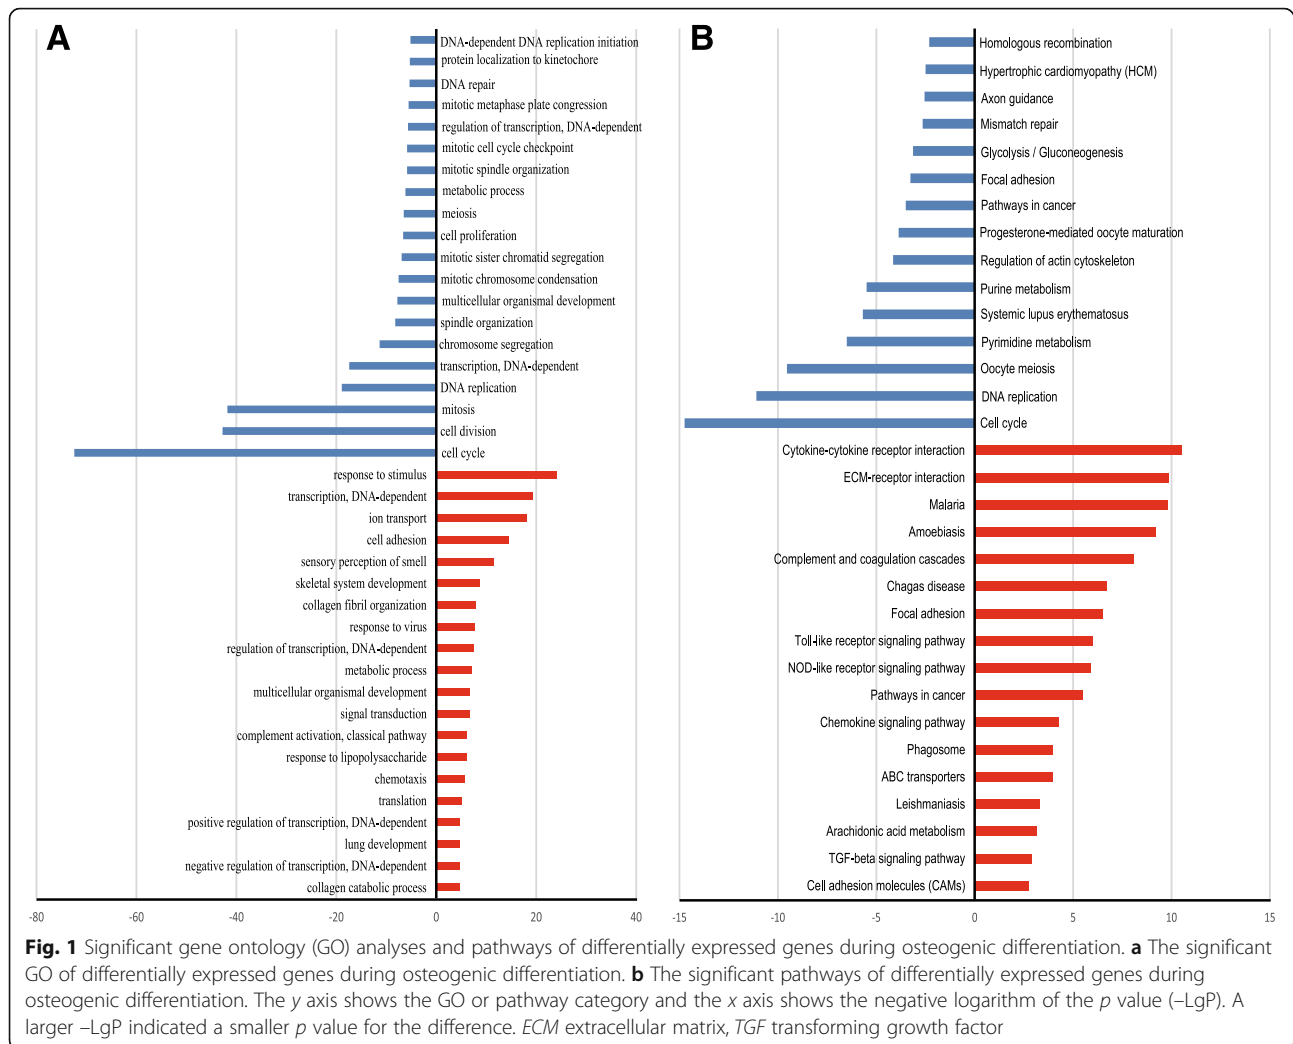 A
DNA-dependent DNA replication initiation
protein localization to kinetochore
DNA repair
mitotic metaphase plate congression
regulation of transcription, DNA-dependent
mitotic cell cycle checkpoint
mitotic spindle organization
metabolic process
meiosis
cell proliferation
mitotic sister chromatid segregation
mitotic chromosome condensation
multicellular organismal development
spindle organization
chromosome segregation
transcription, DNA-dependent
DNA replication
mitosis
cell division
cell cycle
response to stimulus
transcription, DNA-dependent
ion transport
cell adhesion
sensory perception of smell
skeletal system development
collagen fibril organization
response to virus
regulation of transcription, DNA-dependent
metabolic process
multicellular organismal development
signal transduction
complement activation, classical pathway
response to lipopolysaccharide
chemotaxis
translation
positive regulation of transcription, DNA-dependent
lung development
negative regulation of transcription, DNA-dependent
collagen catabolic process
-80 -60 -40 -20 0 20 40
B
Homologous recombination
Hypertrophic cardiomyopathy (HCM)
Axon guidance
Mismatch repair
Glycolysis / Gluconeogenesis
Focal adhesion
Pathways in cancer
Progesterone-mediated oocyte maturation
Regulation of actin cytoskeleton
Purine metabolism
Systemic lupus erythematosus
Pyrimidine metabolism
Oocyte meiosis
DNA replication
Cell cycle
Cytokine-cytokine receptor interaction
ECM-receptor interaction
Malaria
Amoebiasis
Complement and coagulation cascades
Chagas disease
Focal adhesion
Toll-like receptor signaling pathway
NOD-like receptor signaling pathway
Pathways in cancer
Chemokine signaling pathway
Phagosome
ABC transporters
Leishmaniasis
Arachidonic acid metabolism
TGF-beta signaling pathway
Cell adhesion molecules (CAMs)
-15 -10 -5 0 5 10 15
Fig. 1 Significant gene ontology (GO) analyses and pathways of differentially expressed genes during osteogenic differentiation. a The significant
GO of differentially expressed genes during osteogenic differentiation. b The significant pathways of differentially expressed genes during
osteogenic differentiation. The y axis shows the GO or pathway category and the x axis shows the negative logarithm of the p value (–LgP). A
larger –LgP indicated a smaller p value for the difference. ECM extracellular matrix, TGF transforming growth factor